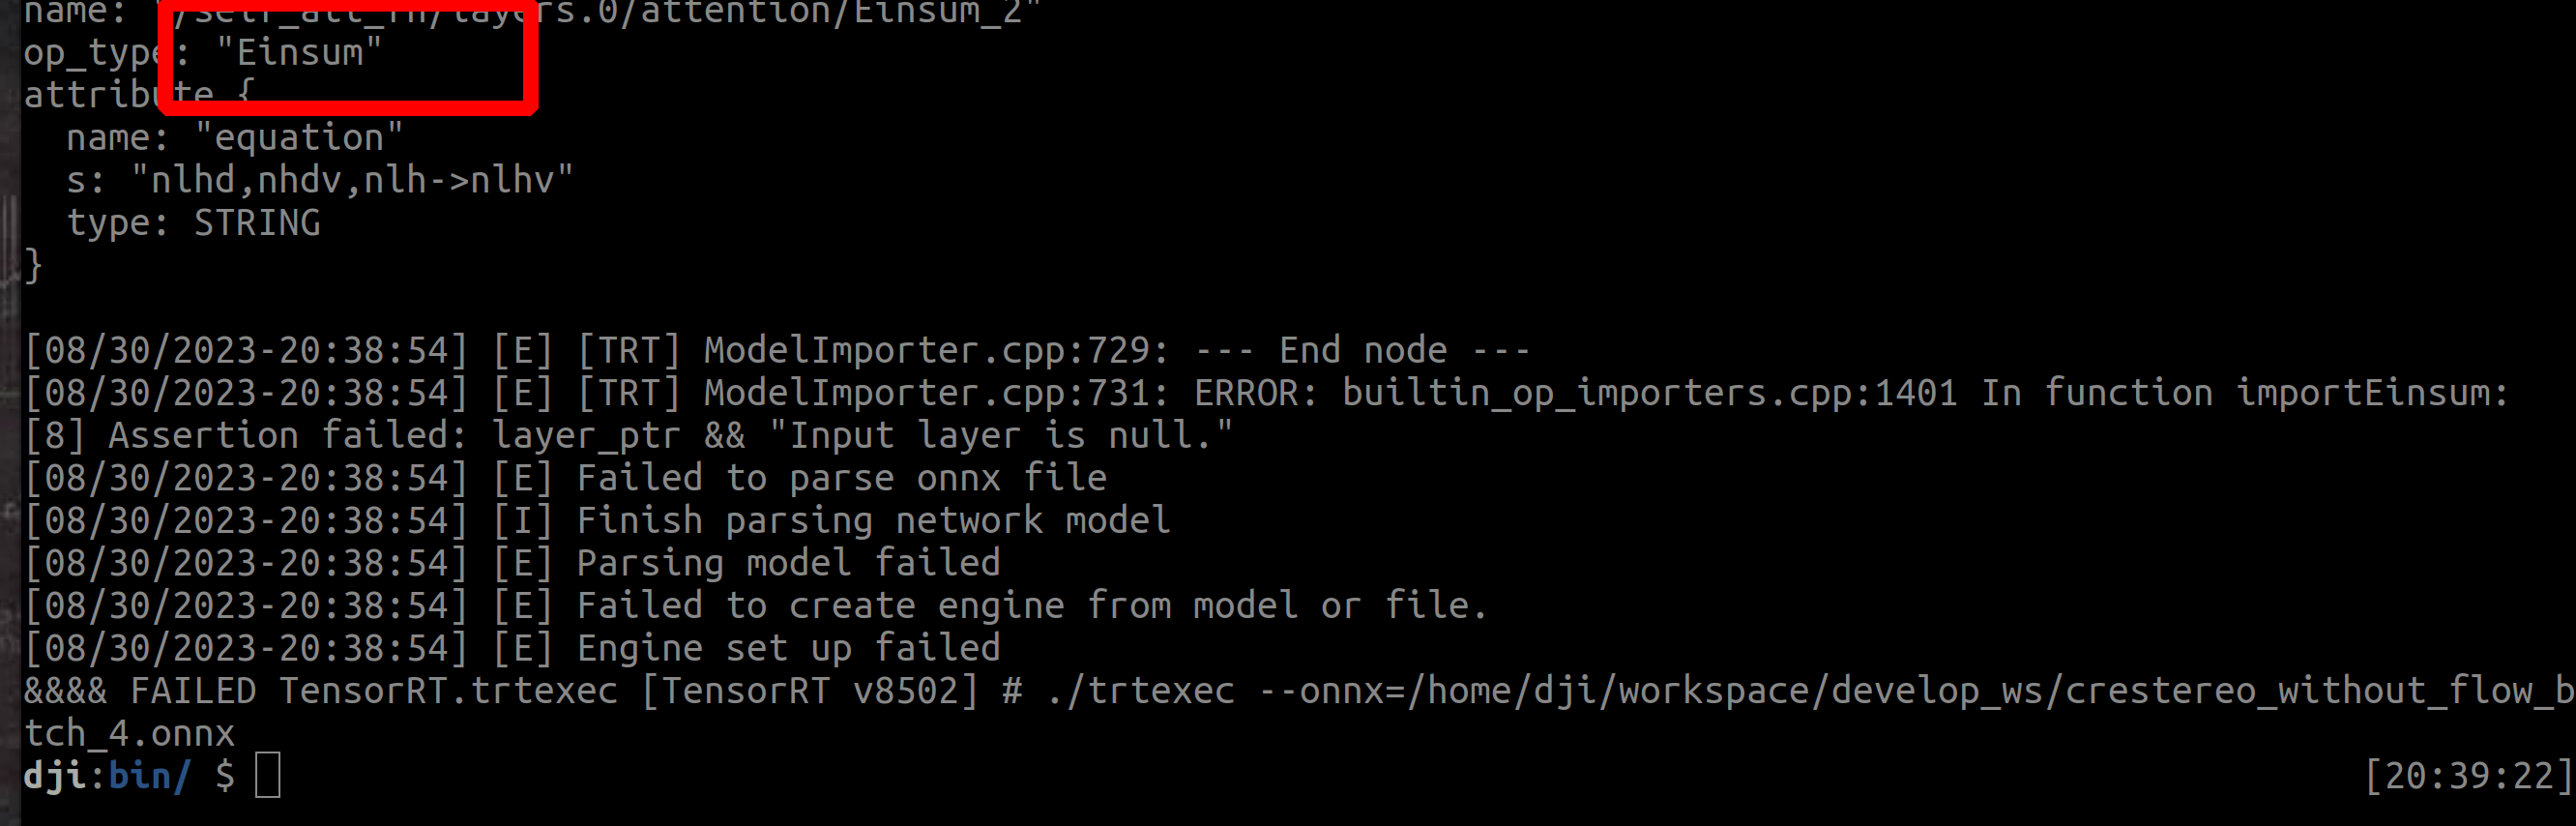 name: "/self_att_fn/layers.0/attention/Einsum_2"
op_type: "Einsum"
attribute {
  name: "equation"
  s: "nlhd,nhdv,nlh->nlhv"
  type: STRING
}
[08/30/2023-20:38:54] [E] [TRT] ModelImporter.cpp:729: --- End node ---
[08/30/2023-20:38:54] [E] [TRT] ModelImporter.cpp:731: ERROR: builtin_op_importers.cpp:1401 In function importEinsum:
[8] Assertion failed: layer_ptr && "Input layer is null."
[08/30/2023-20:38:54] [E] Failed to parse onnx file
[08/30/2023-20:38:54] [I] Finish parsing network model
[08/30/2023-20:38:54] [E] Parsing model failed
[08/30/2023-20:38:54] [E] Failed to create engine from model or file.
[08/30/2023-20:38:54] [E] Engine set up failed
&&&& FAILED TensorRT.trtexec [TensorRT v8502] # ./trtexec --onnx=/home/dji/workspace/develop_ws/crestereo_without_flow_b
tch_4.onnx
dji:bin/ $ [20:39:22]